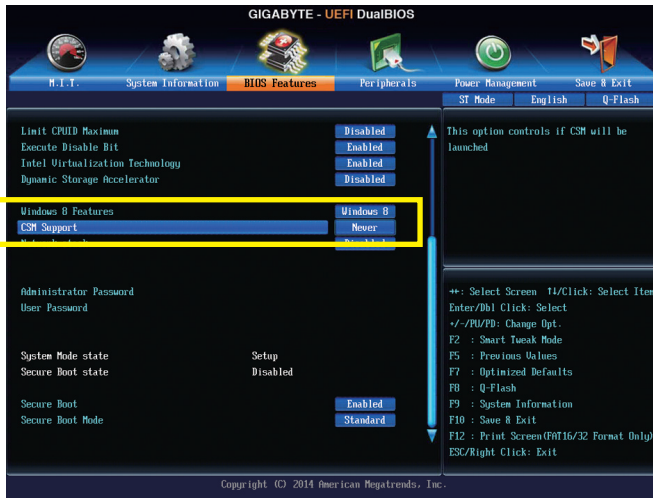 GIGABYTE - UEFI DualBIOS
M.I.T. System Information BIOS Features Peripherals Power Management Save & Exit
ST Mode English Q-Flash
Limit CPUID Maximum Disabled
Execute Disable Bit Enabled
Intel Virtualization Technology Enabled
Dynamic Storage Accelerator Disabled
Windows 8 Features Windows 8
CSM Support Never
This option controls if CSM will be
launched
Administrator Password
User Password
System Mode state Setup
Secure Boot state Disabled
Secure Boot Enabled
Secure Boot Mode Standard
↔: Select Screen ↑↓/Click: Select Item
Enter/Dbl Click: Select
+/-/PU/PD: Change Opt.
F2 : Smart Tweak Mode
F5 : Previous Values
F7 : Optimized Defaults
F8 : Q-Flash
F9 : System Information
F10 : Save & Exit
F12 : Print Screen(FAT16/32 Format Only)
ESC/Right Click: Exit
Copyright (C) 2014 American Megatrends, Inc.